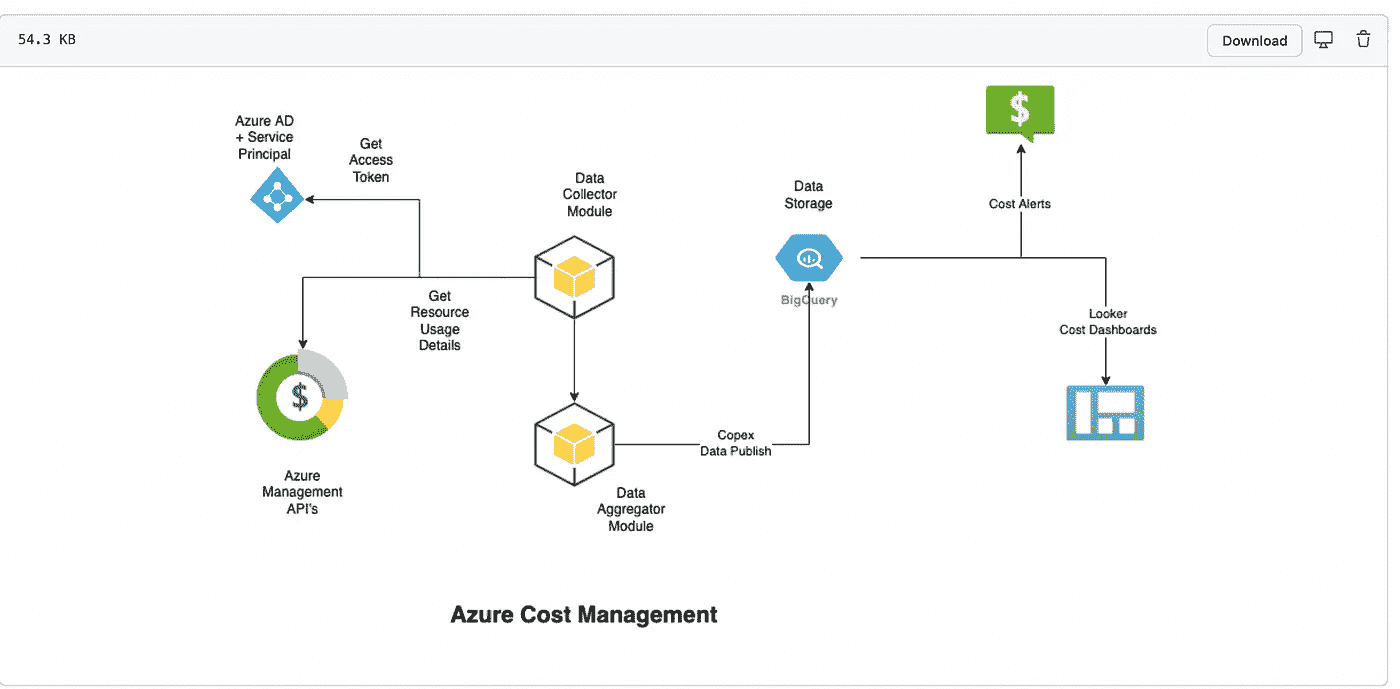 54.3 KB
Download
Azure AD
+ Service
Principal
Get
Access
Token
Data
Collector
Module
Data
Storage
$
Cost Alerts
BigQuery
Get
Resource
Usage
Details
Looker
Cost Dashboards
$
Copex
Data Publish
Azure
Management
API's
Data
Aggregator
Module
Azure Cost Management